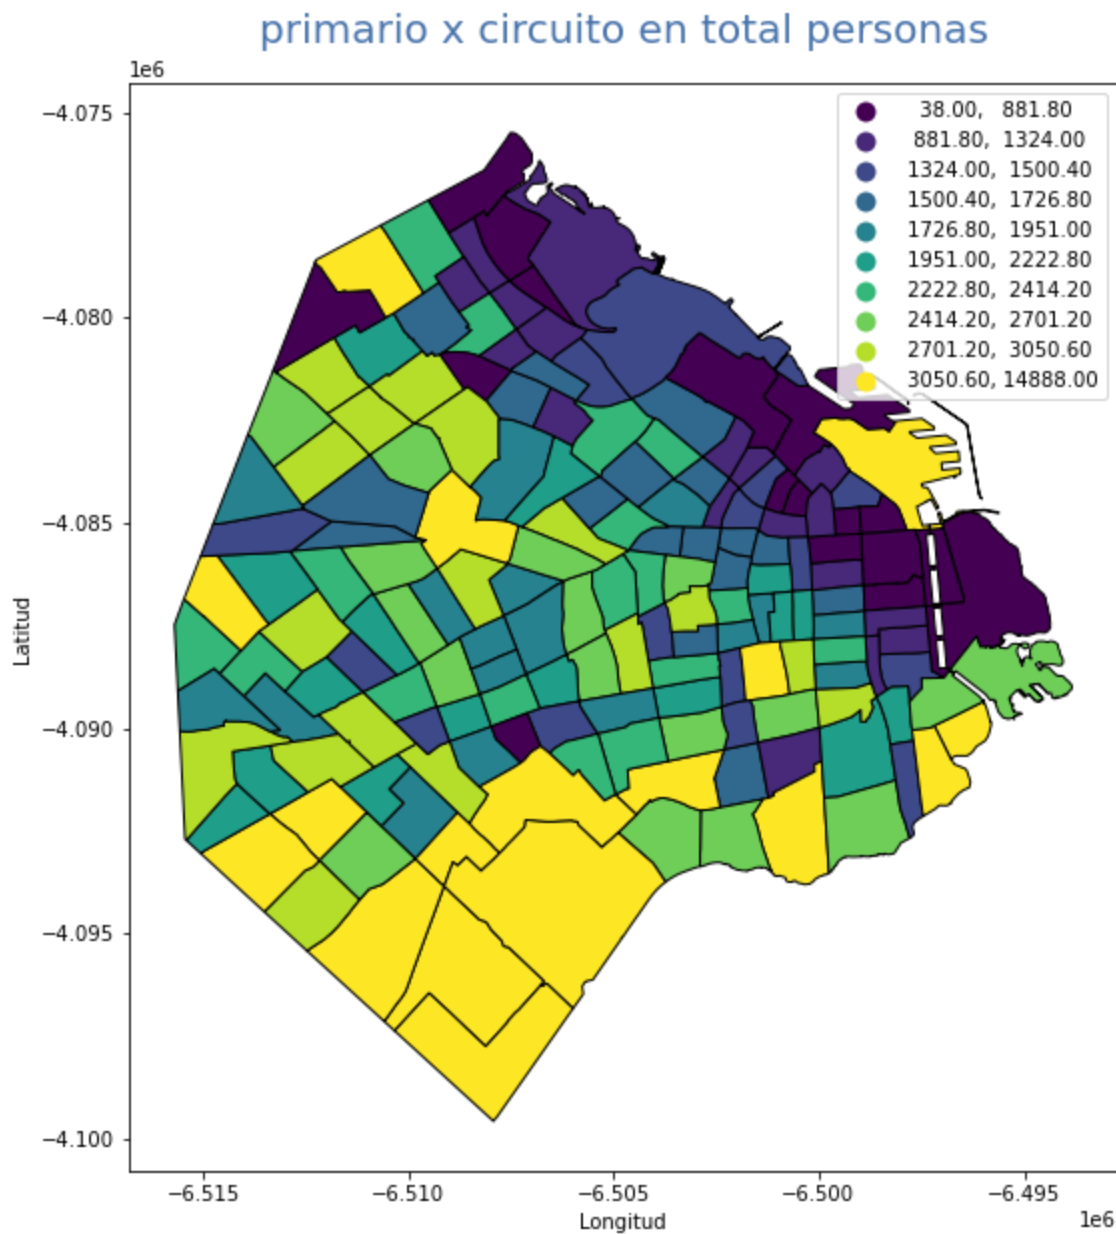 primario x circuito en total personas
1e6
−4.075
−4.080
−4.085
−4.090
−4.095
−4.100
Latitud
38.00, 881.80
881.80, 1324.00
1324.00, 1500.40
1500.40, 1726.80
1726.80, 1951.00
1951.00, 2222.80
2222.80, 2414.20
2414.20, 2701.20
2701.20, 3050.60
3050.60, 14888.00
−6.515 −6.510 −6.505 −6.500 −6.495
Longitud
1e6